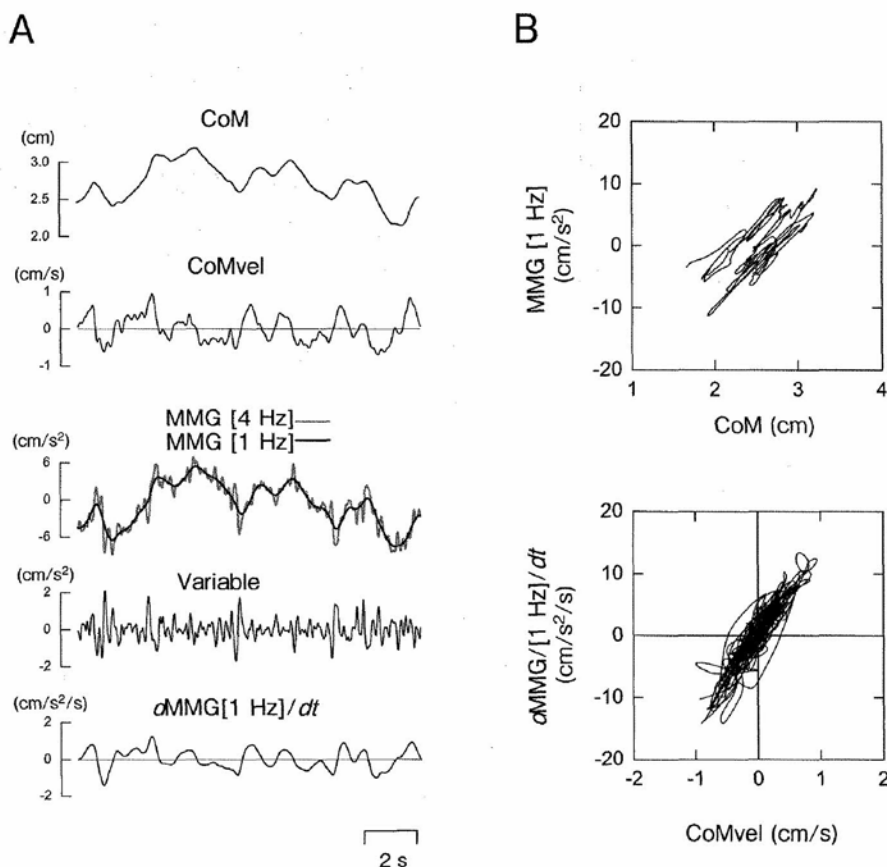 A
CoM
(cm)
3.0
2.5
2.0
CoMvel
(cm/s)
1
0
-1
MMG [4 Hz]
MMG [1 Hz]
(cm/s²)
6
0
-6
Variable
(cm/s²)
2
0
-2
dMMG[1 Hz]/dt
(cm/s²/s)
2
0
-2
2 s
B
MMG [1 Hz]
(cm/s²)
20
10
0
-10
-20
1
2
3
4
CoM (cm)
dMMG/[1 Hz]/dt
(cm/s²/s)
20
10
0
-10
-20
-2
-1
0
1
2
CoMvel (cm/s)